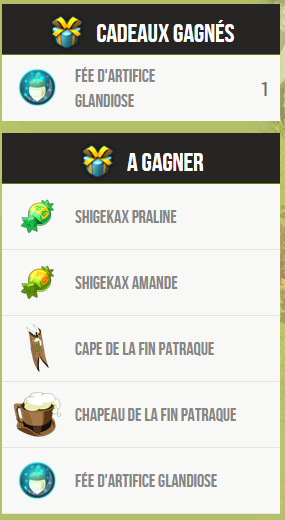 CADEAUX GAGNÉS
FÉE D'ARTIFICE
GLANDIOSE
1
A GAGNER
SHIGEKAX PRALINE
SHIGEKAX AMANDE
CAPE DE LA FIN PATRAQUE
CHAPEAU DE LA FIN PATRAQUE
FÉE D'ARTIFICE GLANDIOSE